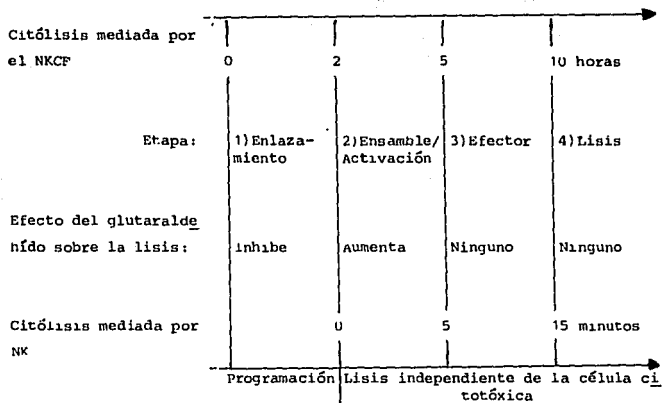 Citólisis mediada por
el NKCF
0 2 5 10 horas
Etapa: 1)Enlaza- 2)Ensamble/ 3)Efector 4)Lisis
miento Activación
Efecto del glutaralde
hído sobre la lisis: Inhibe Aumenta Ninguno Ninguno
Citólisis mediada por 0 5 15 minutos
NK
Programación Lisis independiente de la célula ci
totóxica